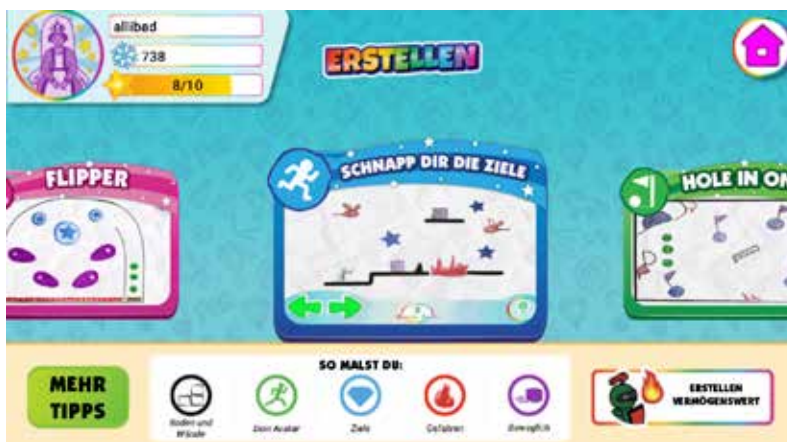 allibad
738
8/10
ERSTELLEN
FLIPPER
SCHNAPP DIR DIE ZIELE
HOLE IN ON
MEHR
TIPPS
SO MALST DU:
Boden und
Wände
Dein Avatar
Ziele
Gefahren
Beweglich
ERSTELLEN
VERMÖGENSWERT